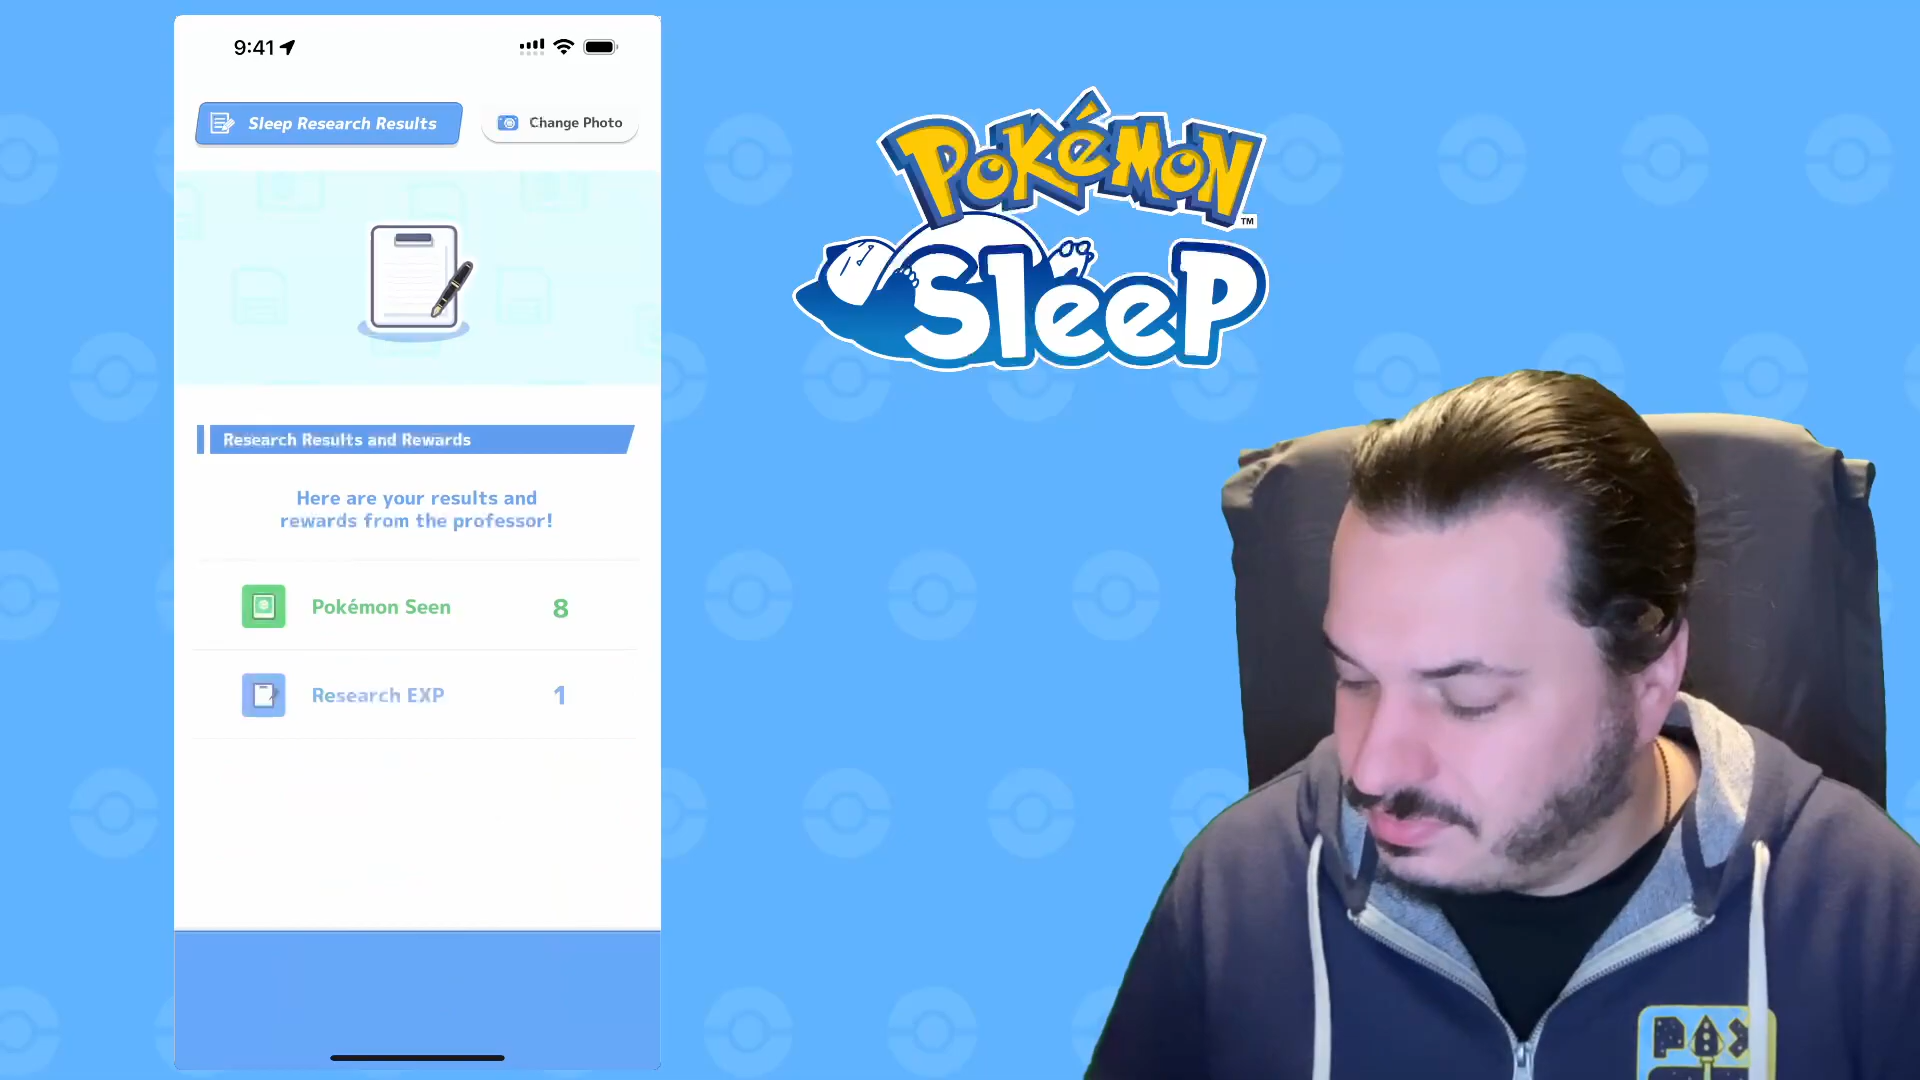 9:41
Sleep Research Results
Change Photo
Research Results and Rewards
Here are your results and
rewards from the professor!
Pokémon Seen 8
Research EXP 1
POKéMON
TM
Sleep
PAX